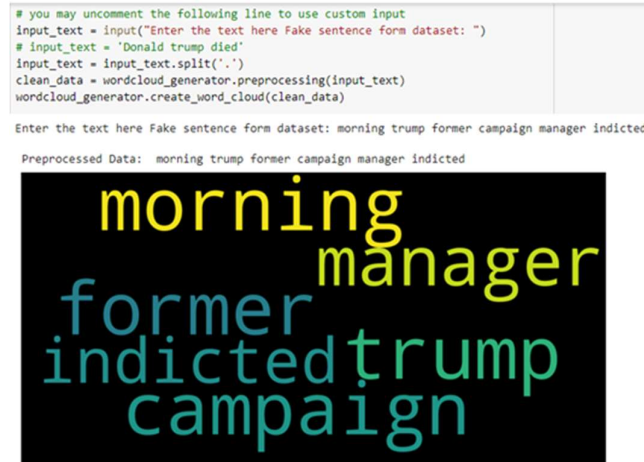 # you may uncomment the following line to use custom input
input_text = input("Enter the text here Fake sentence form dataset: ")
# input_text = 'Donald trump died'
input_text = input_text.split('.')
clean_data = wordcloud_generator.preprocessing(input_text)
wordcloud_generator.create_word_cloud(clean_data)
Enter the text here Fake sentence form dataset: morning trump former campaign manager indicted
Preprocessed Data: morning trump former campaign manager indicted
morning
manager
former
indicted trump
campaign